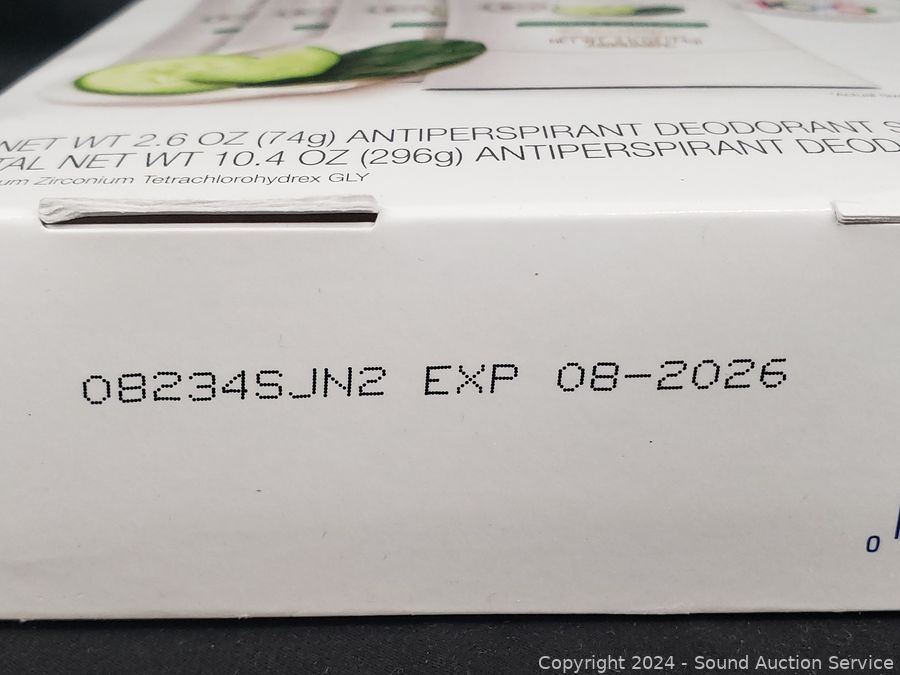 NET WT 2.6 OZ (74g) ANTIPERSPIRANT DEODORANT S
TAL NET WT 10.4 OZ (296g) ANTIPERSPIRANT DEOD
um Zirconium Tetrachlorohydrex GLY
08234SJN2 EXP 08-2026
Copyright 2024 - Sound Auction Service